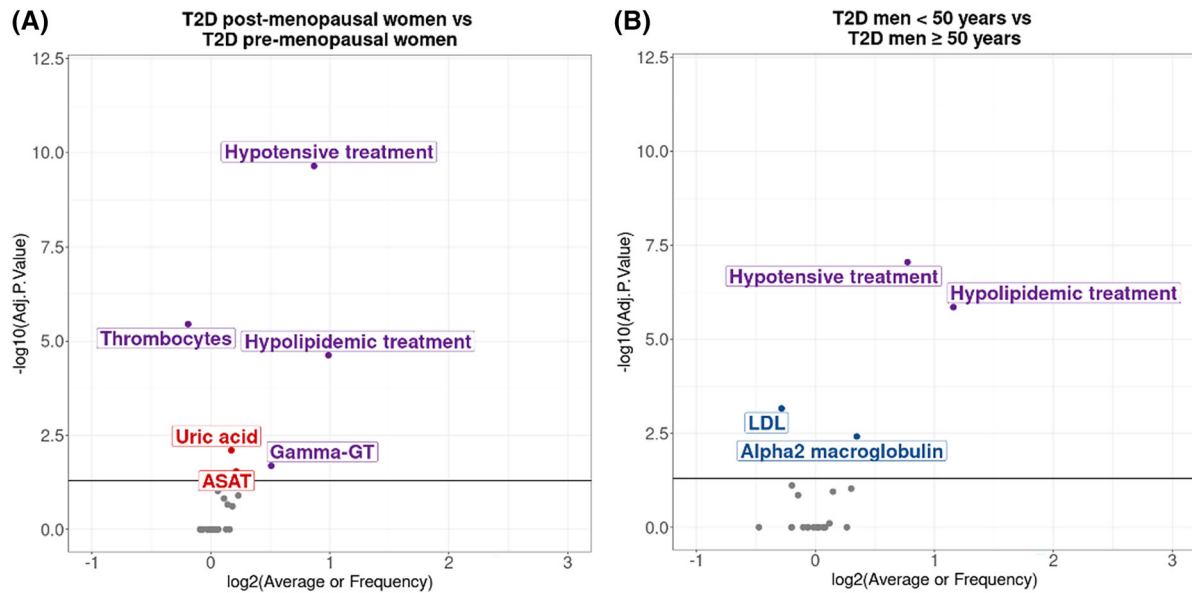 (A)
T2D post-menopausal women vs
T2D pre-menopausal women
12.5
10.0
7.5
5.0
2.5
0.0
-log10(Adj.P.Value)
Hypotensive treatment
Thrombocytes
Hypolipidemic treatment
Uric acid
Gamma-GT
ASAT
-1 0 1 2 3
log2(Average or Frequency)
(B)
T2D men < 50 years vs
T2D men ≥ 50 years
12.5
10.0
7.5
5.0
2.5
0.0
-log10(Adj.P.Value)
Hypotensive treatment
Hypolipidemic treatment
LDL
Alpha2 macroglobulin
-1 0 1 2 3
log2(Average or Frequency)